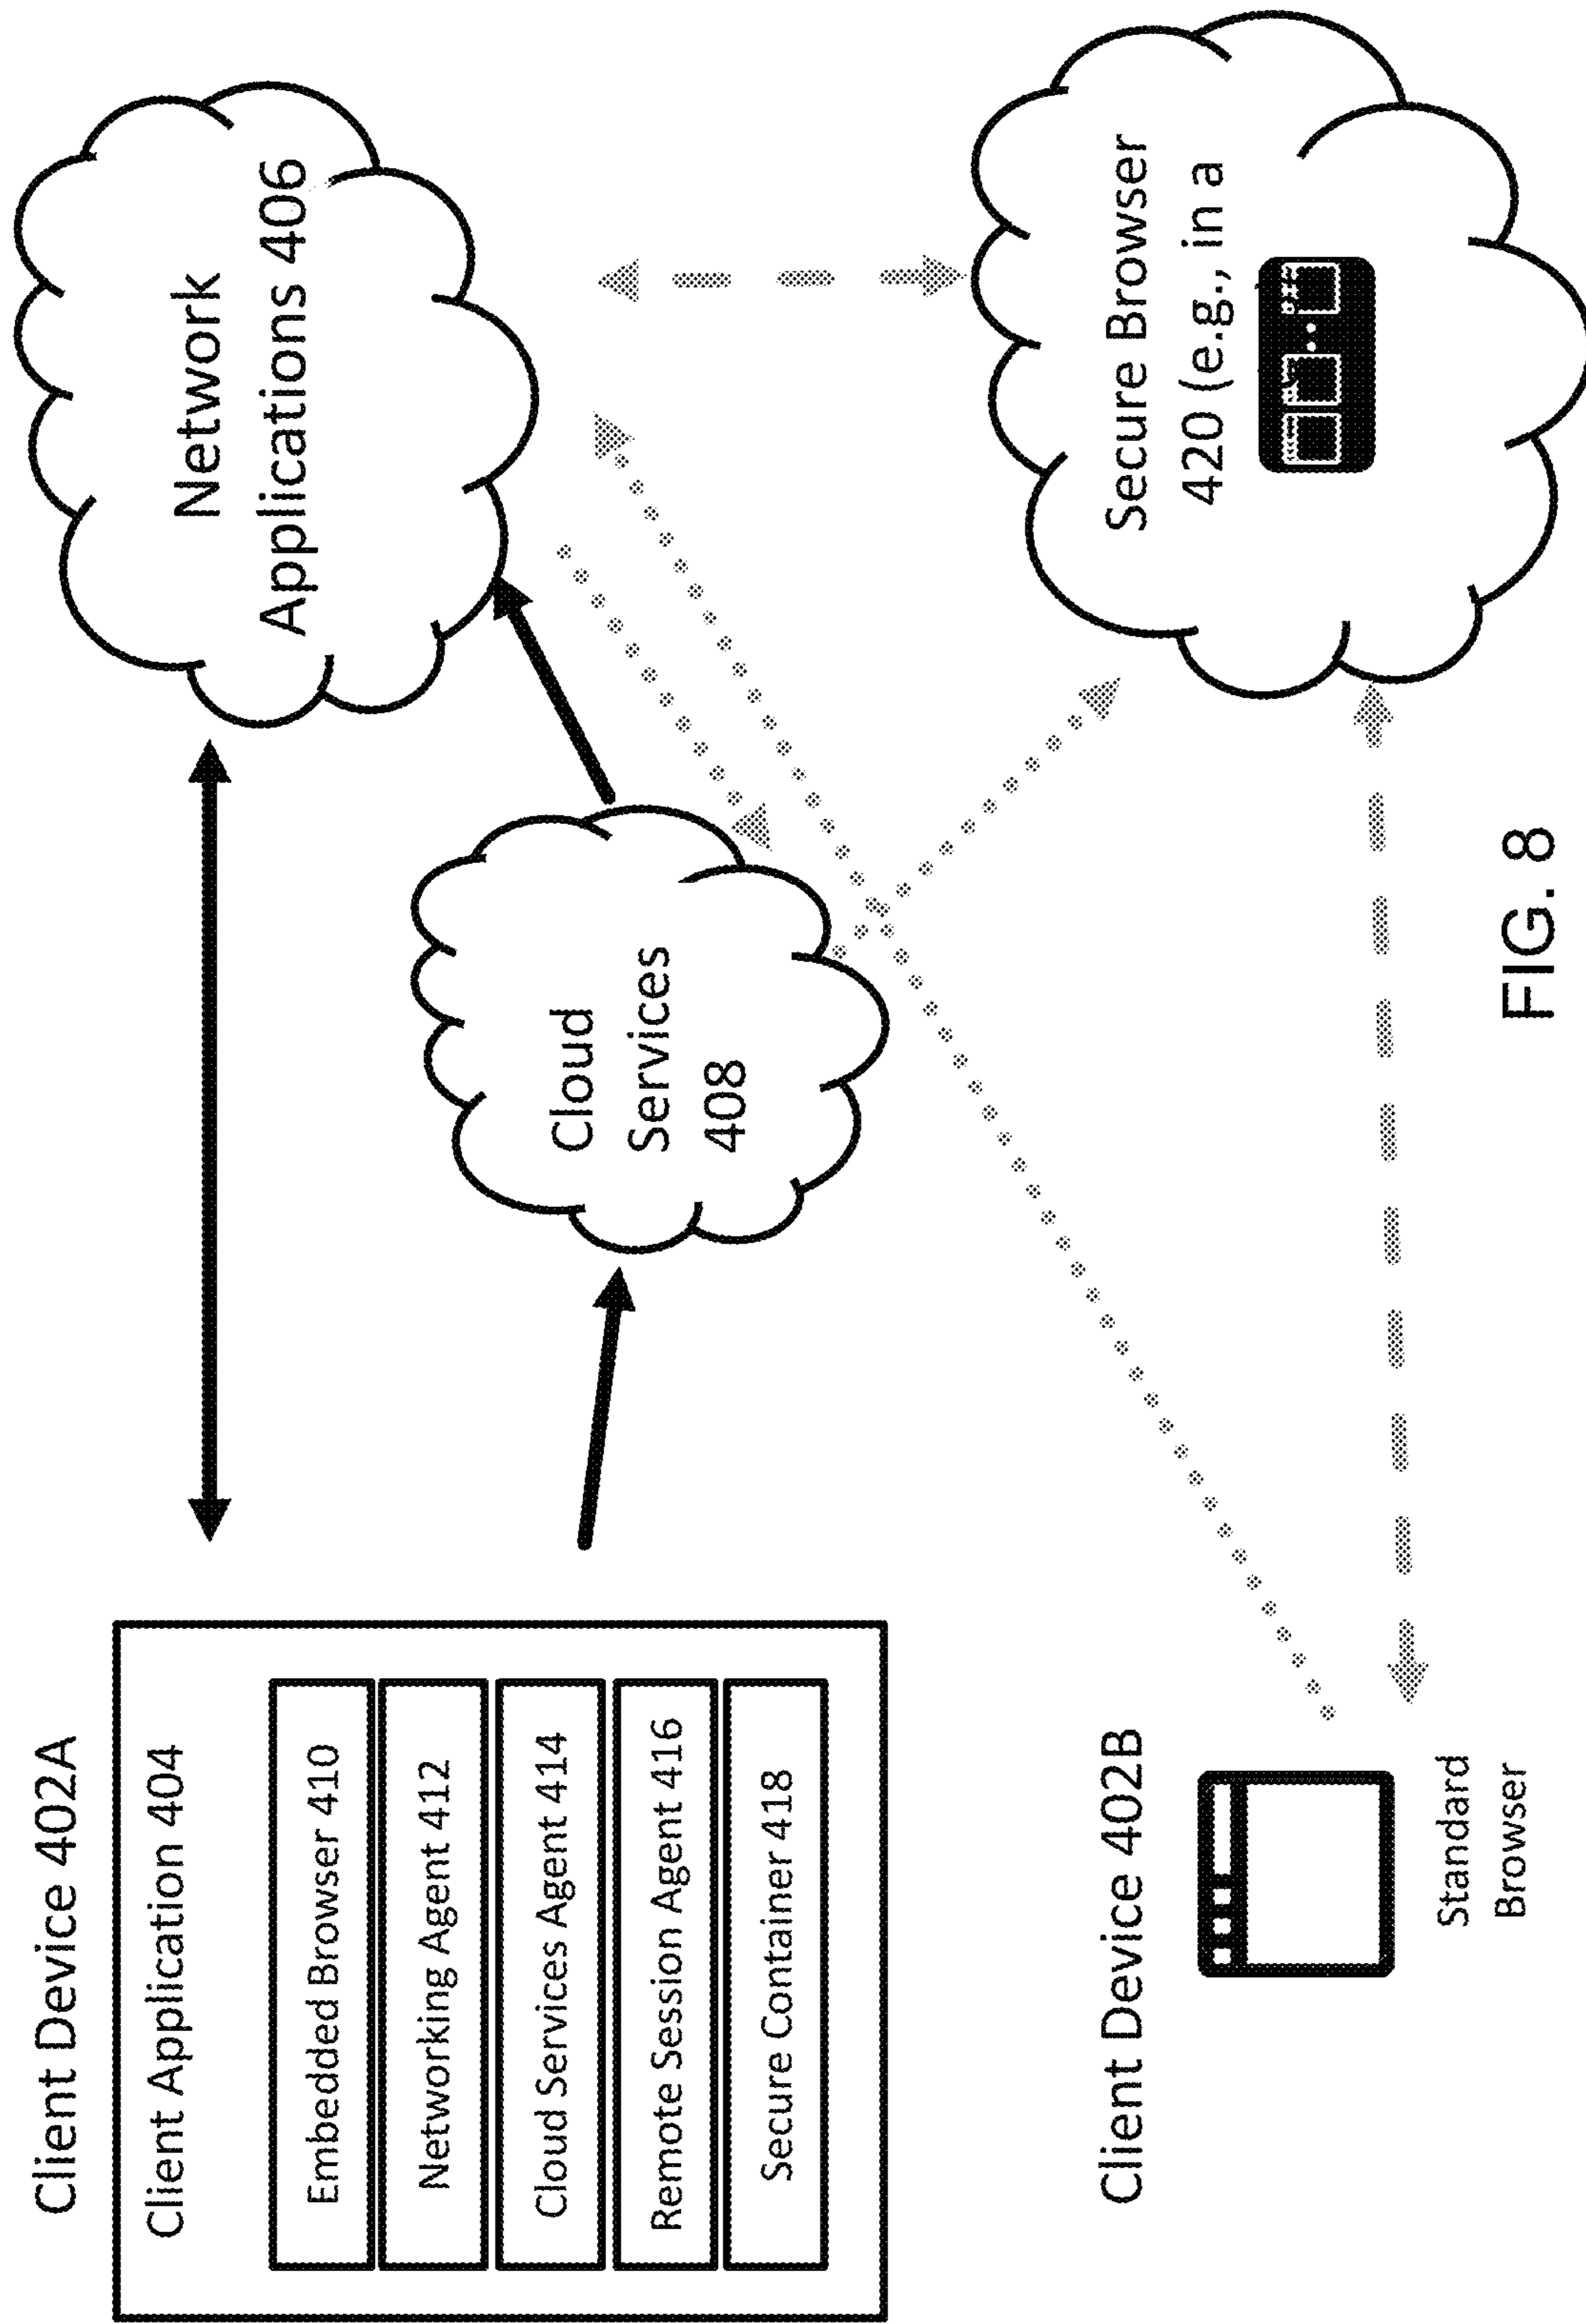 Client Device 402A
Client Application 404
Embedded Browser 410
Networking Agent 412
Cloud Services Agent 414
Remote Session Agent 416
Secure Container 418
Cloud
Services
408
Network
Applications 406
Client Device 402B
Standard
Browser
Secure Browser
420 (e.g., in a
FIG. 8